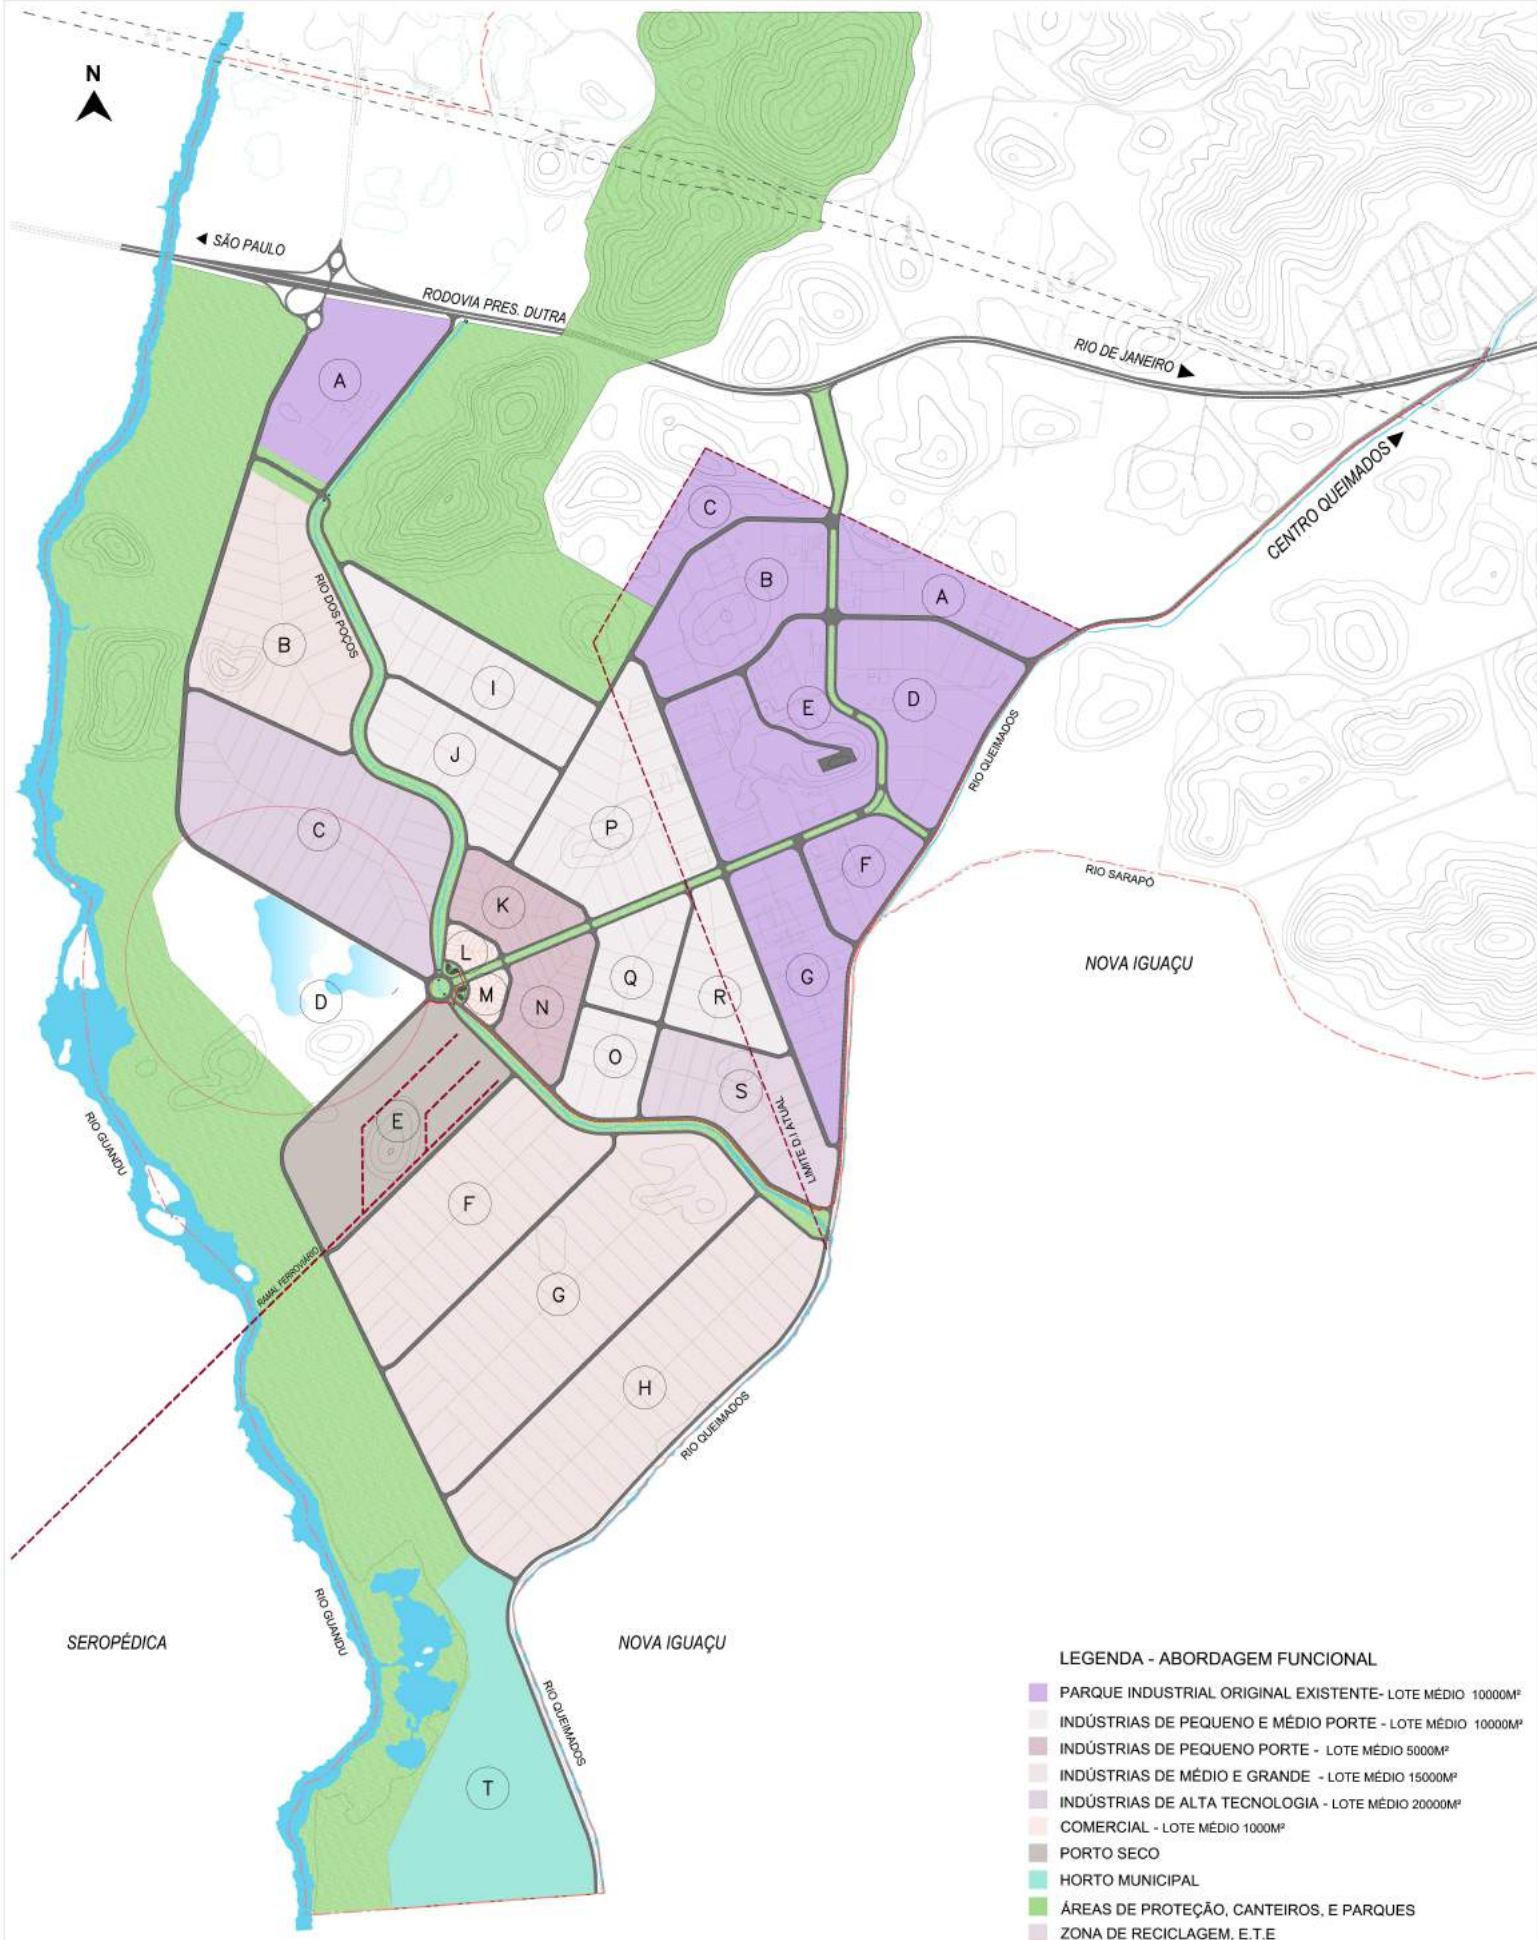 N
SÃO PAULO
RODOVIA PRES. DUTRA
RIO DE JANEIRO
CENTRO QUEIMADOS
A
C
B
A
RIO DOS POÇOS
B
I
E
D
J
RIO QUEIMADOS
P
C
F
RIO SARAPÓ
K
L
NOVA IGUAÇU
Q
G
D
M
R
N
O
S
E
LIMITE D.I ATUAL
RIO GUANDU
F
RAMAL FERROVIÁRIO
G
H
RIO QUEIMADOS
RIO GUANDU
SEROPÉDICA
NOVA IGUAÇU
RIO QUEIMADOS
T
LEGENDA - ABORDAGEM FUNCIONAL
PARQUE INDUSTRIAL ORIGINAL EXISTENTE- LOTE MÉDIO 10000M²
INDÚSTRIAS DE PEQUENO E MÉDIO PORTE - LOTE MÉDIO 10000M²
INDÚSTRIAS DE PEQUENO PORTE - LOTE MÉDIO 5000M²
INDÚSTRIAS DE MÉDIO E GRANDE - LOTE MÉDIO 15000M²
INDÚSTRIAS DE ALTA TECNOLOGIA - LOTE MÉDIO 20000M²
COMERCIAL - LOTE MÉDIO 1000M²
PORTO SECO
HORTO MUNICIPAL
ÁREAS DE PROTEÇÃO, CANTEIROS, E PARQUES
ZONA DE RECICLAGEM, E.T.E